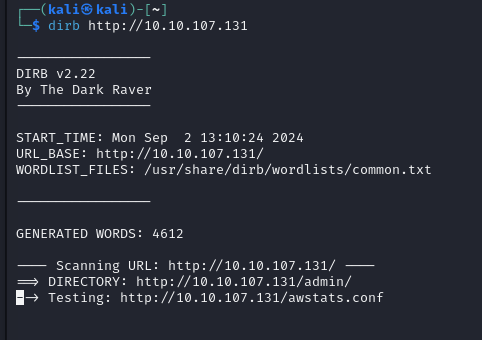 ┌──(kali㉿kali)-[~]
└─$ dirb http://10.10.107.131
-----------------
DIRB v2.22
By The Dark Raver
-----------------
START_TIME: Mon Sep  2 13:10:24 2024
URL_BASE: http://10.10.107.131/
WORDLIST_FILES: /usr/share/dirb/wordlists/common.txt
-----------------
GENERATED WORDS: 4612
---- Scanning URL: http://10.10.107.131/ ----
==> DIRECTORY: http://10.10.107.131/admin/
--> Testing: http://10.10.107.131/awstats.conf